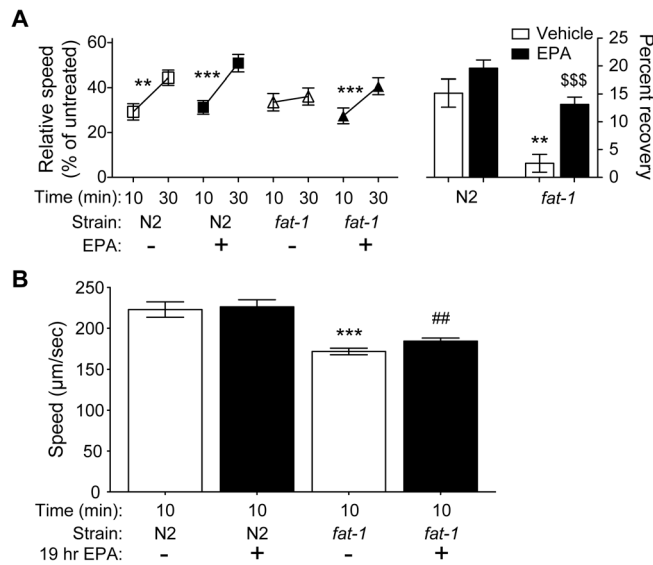 A
Relative speed
(% of untreated)
60
40
20
0
**
***
***
Time (min): 10 30 10 30 10 30 10 30
Strain: N2 N2 fat-1 fat-1
EPA: - + - +
Vehicle
EPA
25
20
15
10
5
0
Percent recovery
**
$$$
N2 fat-1
B
Speed (µm/sec)
250
200
150
100
50
0
***
##
Time (min): 10 10 10 10
Strain: N2 N2 fat-1 fat-1
19 hr EPA: - + - +